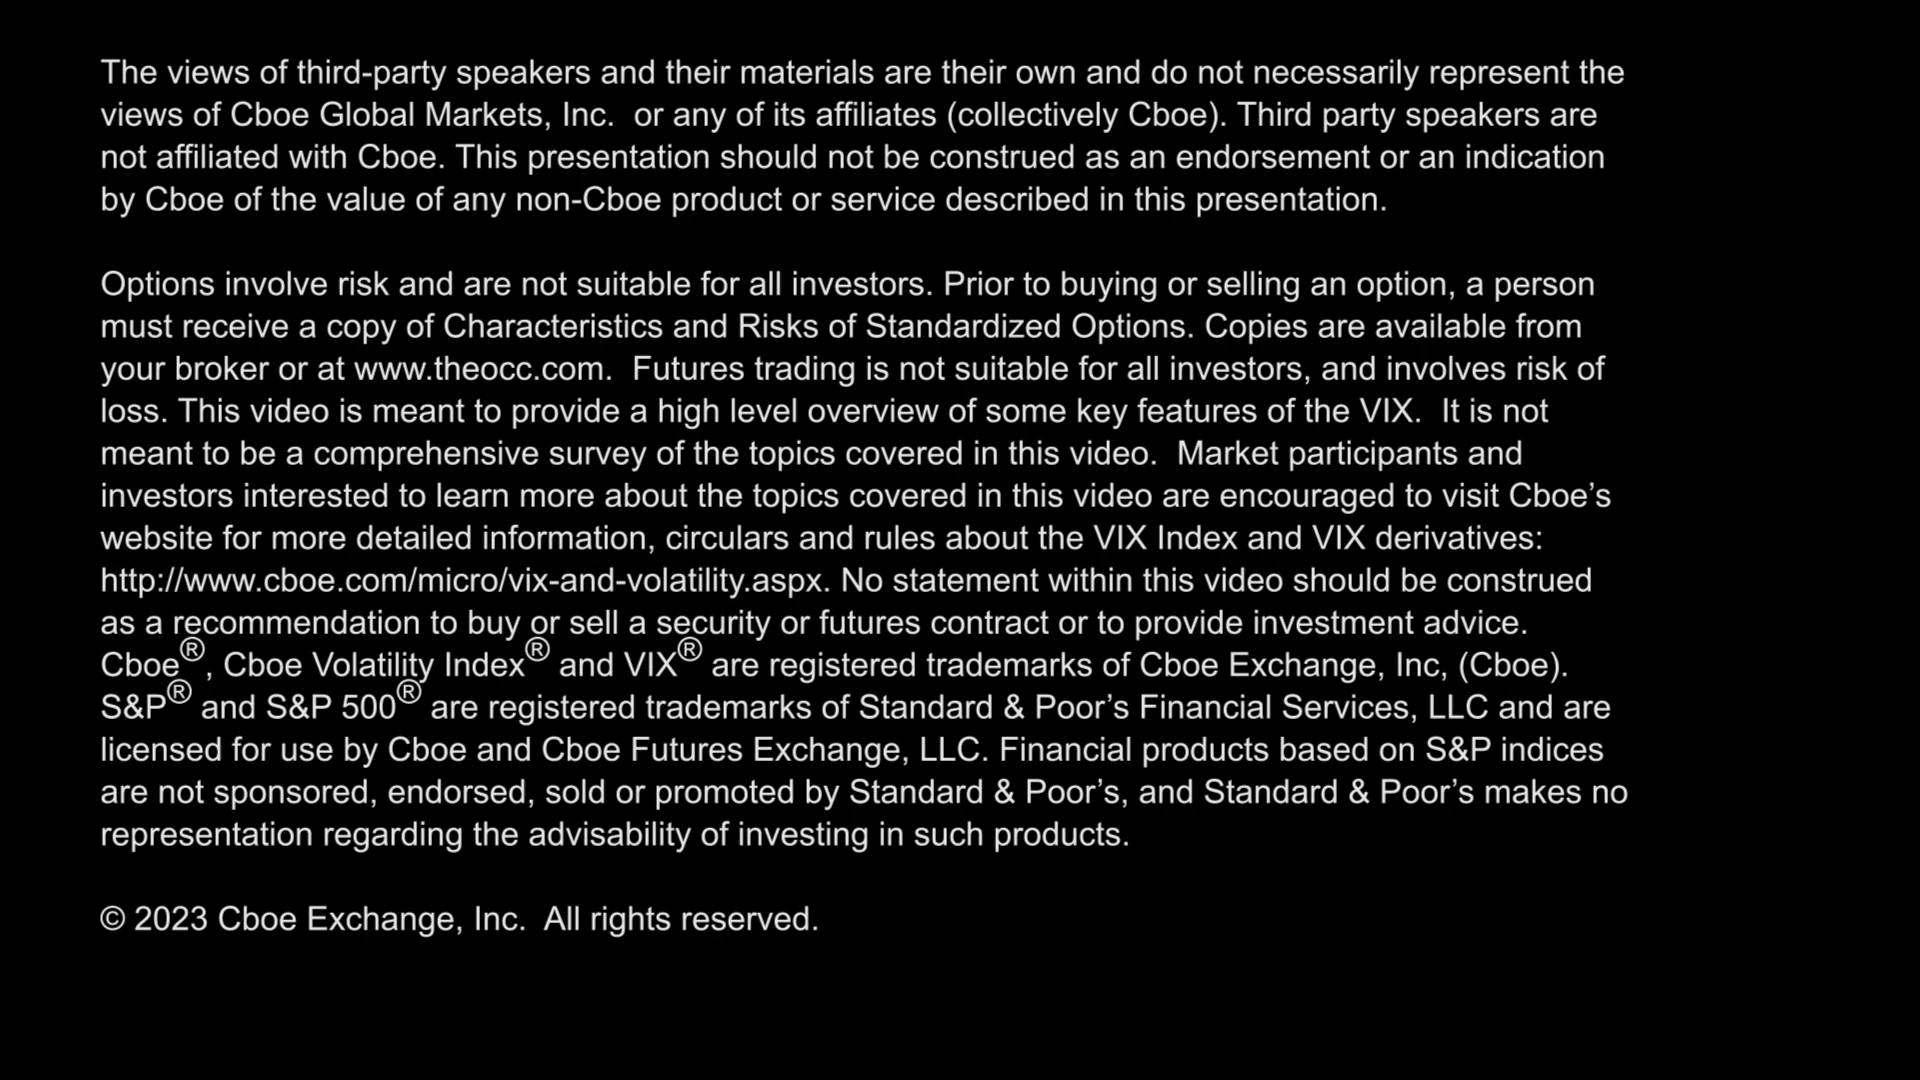 The views of third-party speakers and their materials are their own and do not necessarily represent the
views of Cboe Global Markets, Inc.  or any of its affiliates (collectively Cboe). Third party speakers are
not affiliated with Cboe. This presentation should not be construed as an endorsement or an indication
by Cboe of the value of any non-Cboe product or service described in this presentation.
Options involve risk and are not suitable for all investors. Prior to buying or selling an option, a person
must receive a copy of Characteristics and Risks of Standardized Options. Copies are available from
your broker or at www.theocc.com.  Futures trading is not suitable for all investors, and involves risk of
loss. This video is meant to provide a high level overview of some key features of the VIX.  It is not
meant to be a comprehensive survey of the topics covered in this video.  Market participants and
investors interested to learn more about the topics covered in this video are encouraged to visit Cboe’s
website for more detailed information, circulars and rules about the VIX Index and VIX derivatives:
http://www.cboe.com/micro/vix-and-volatility.aspx. No statement within this video should be construed
as a recommendation to buy or sell a security or futures contract or to provide investment advice.
Cboe®, Cboe Volatility Index® and VIX® are registered trademarks of Cboe Exchange, Inc, (Cboe).
S&P® and S&P 500® are registered trademarks of Standard & Poor’s Financial Services, LLC and are
licensed for use by Cboe and Cboe Futures Exchange, LLC. Financial products based on S&P indices
are not sponsored, endorsed, sold or promoted by Standard & Poor’s, and Standard & Poor’s makes no
representation regarding the advisability of investing in such products.
© 2023 Cboe Exchange, Inc.  All rights reserved.